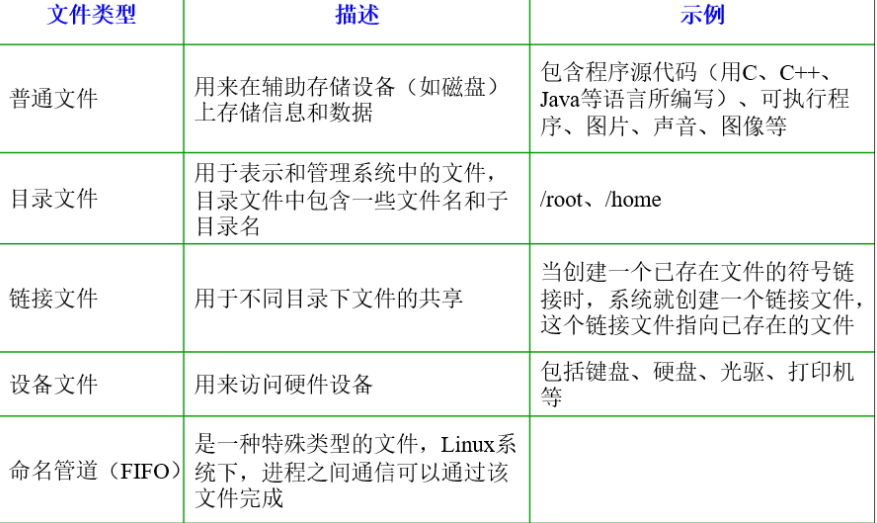 文件类型 描述 示例
普通文件
用来在辅助存储设备（如磁盘）
上存储信息和数据
包含程序源代码（用C、C++、
Java等语言所编写）、可执行程
序、图片、声音、图像等
目录文件
用于表示和管理系统中的文件，
目录文件中包含一些文件名和子
目录名
/root、/home
链接文件
用于不同目录下文件的共享
当创建一个已存在文件的符号链
接时，系统就创建一个链接文件，
这个链接文件指向已存在的文件
设备文件
用来访问硬件设备
包括键盘、硬盘、光驱、打印机
等
命名管道（FIFO）
是一种特殊类型的文件，Linux系
统下，进程之间通信可以通过该
文件完成